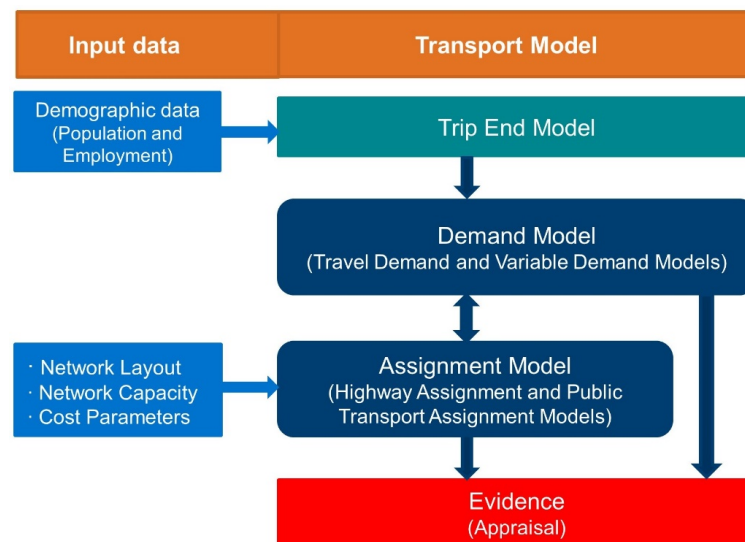 Input data
Transport Model
Demographic data
(Population and
Employment)
Trip End Model
Demand Model
(Travel Demand and Variable Demand Models)
· Network Layout
· Network Capacity
· Cost Parameters
Assignment Model
(Highway Assignment and Public
Transport Assignment Models)
Evidence
(Appraisal)